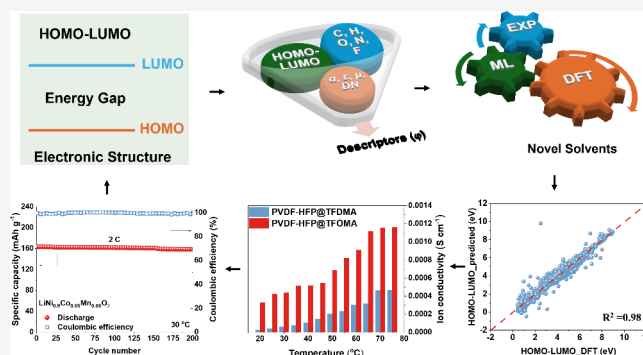 HOMO-LUMO
LUMO
Energy Gap
HOMO
Electronic Structure
HOMO-LUMO
C, H, O, N, F
α, ε, μ, DN
Descriptors (φ)
EXP
ML
DFT
Novel Solvents
HOMO-LUMO_predicted (eV)
12
10
8
6
4
2
0
-2
R² =0.98
-2 0 2 4 6 8 10
HOMO-LUMO_DFT (eV)
PVDF-HFP@TFDMA
PVDF-HFP@TFOMA
Ion conductivity (S cm⁻¹)
0.0014
0.0012
0.0010
0.0008
0.0006
0.0004
0.0002
0.0000
20 30 40 50 60 70 80
Temperature (°C)
Specific capacity (mAh g⁻¹)
240
200
160
120
80
40
0
Coulombic efficiency (%)
100
80
60
40
20
0
2 C
LiNi₀.₉Co₀.₀₅Mn₀.₀₅O₂
Discharge
Coulombic efficiency
30 °C
0 25 50 75 100 125 150 175 200
Cycle number